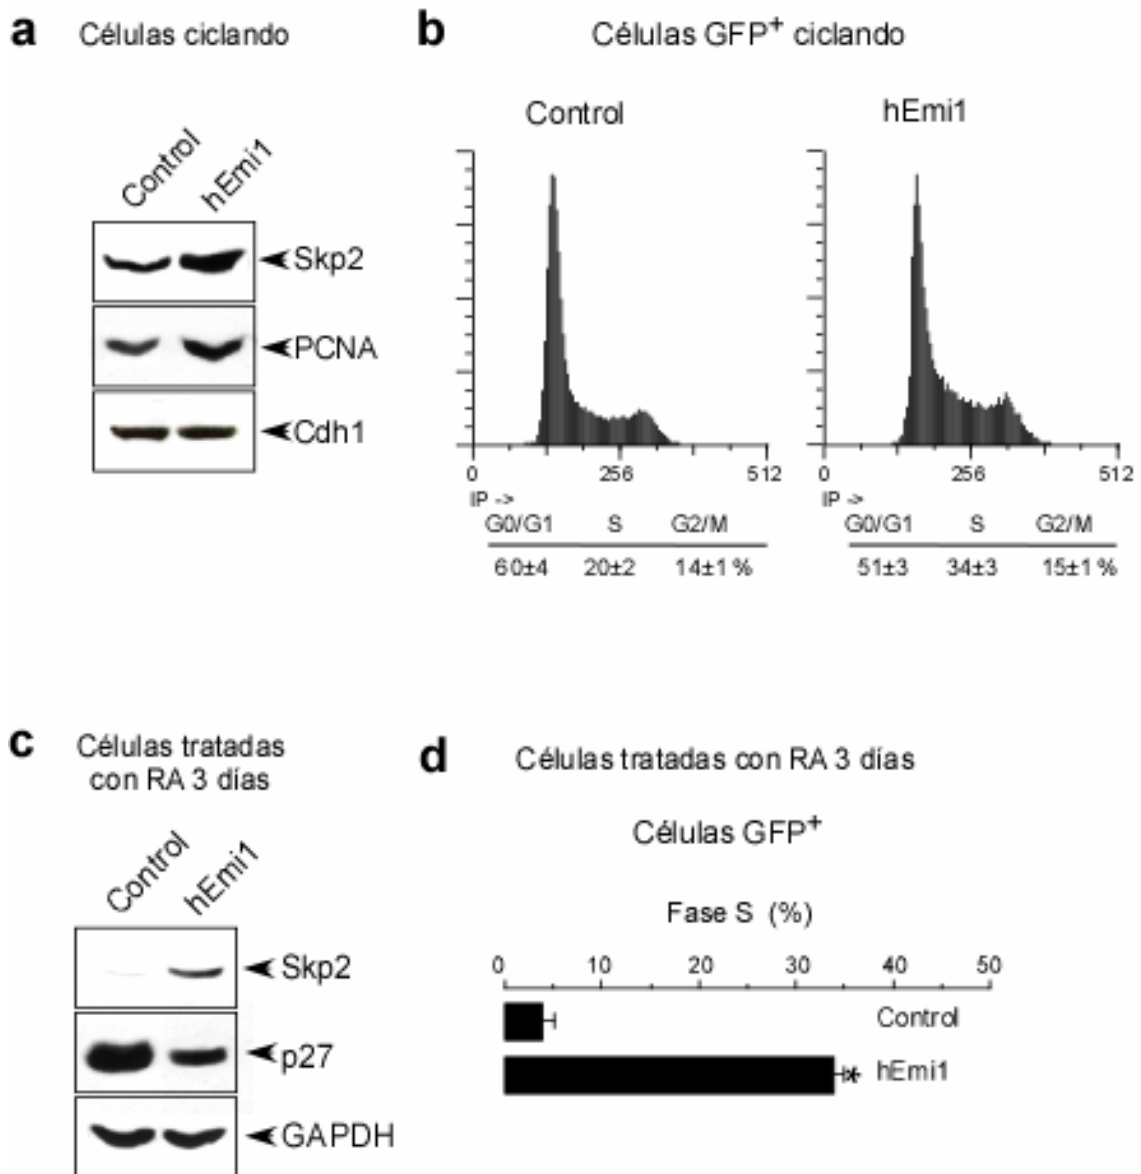 a Células ciclando
Control
hEmi1
Skp2
PCNA
Cdh1
b Células GFP⁺ ciclando
Control
0 256 512
IP ->
G0/G1 S G2/M
60±4 20±2 14±1%
hEmi1
0 256 512
IP ->
G0/G1 S G2/M
51±3 34±3 15±1%
c Células tratadas
con RA 3 días
Control
hEmi1
Skp2
p27
GAPDH
d Células tratadas con RA 3 días
Células GFP⁺
Fase S (%)
0 10 20 30 40 50
Control
* hEmi1